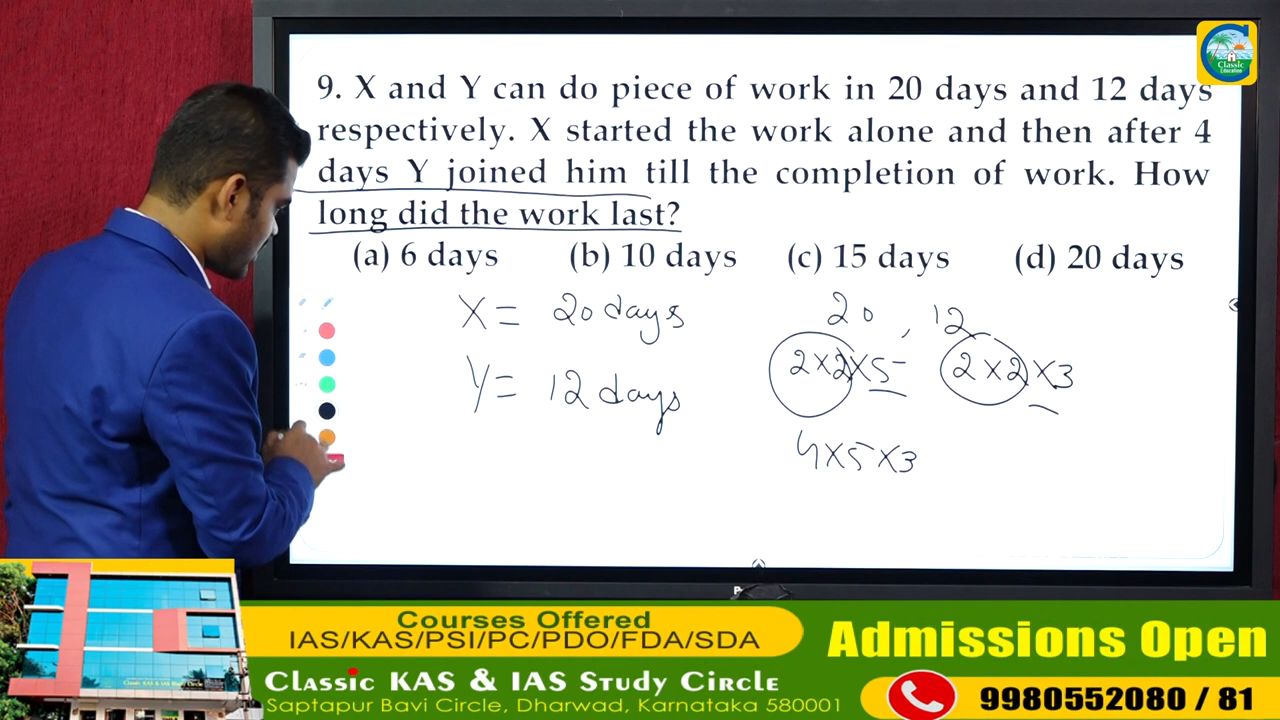 9. X and Y can do piece of work in 20 days and 12 days
respectively. X started the work alone and then after 4
days Y joined him till the completion of work. How
long did the work last?
(a) 6 days (b) 10 days (c) 15 days (d) 20 days
X = 20 days
Y = 12 days
20 , 12
2×2×5 2×2×3
4×5×3
Classic
Education
Courses Offered
IAS/KAS/PSI/PC/PDO/FDA/SDA
Classic KAS & IAS Study Circle
Saptapur Bavi Circle, Dharwad, Karnataka 580001
Admissions Open
9980552080 / 81